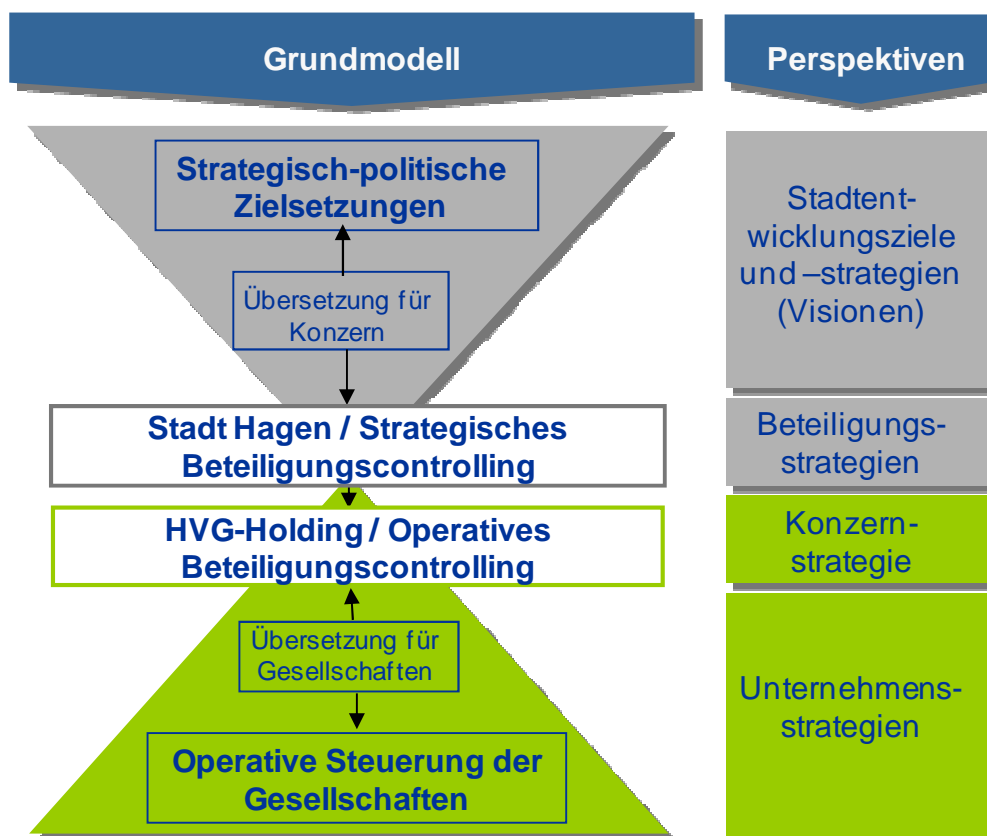 Grundmodell
Perspektiven
Strategisch-politische
Zielsetzungen
Übersetzung für
Konzern
Stadt Hagen / Strategisches
Beteiligungscontrolling
HVG-Holding / Operatives
Beteiligungscontrolling
Übersetzung für
Gesellschaften
Operative Steuerung der
Gesellschaften
Stadtent-
wicklungsziele
und –strategien
(Visionen)
Beteiligungs-
strategien
Konzern-
strategie
Unternehmens-
strategien